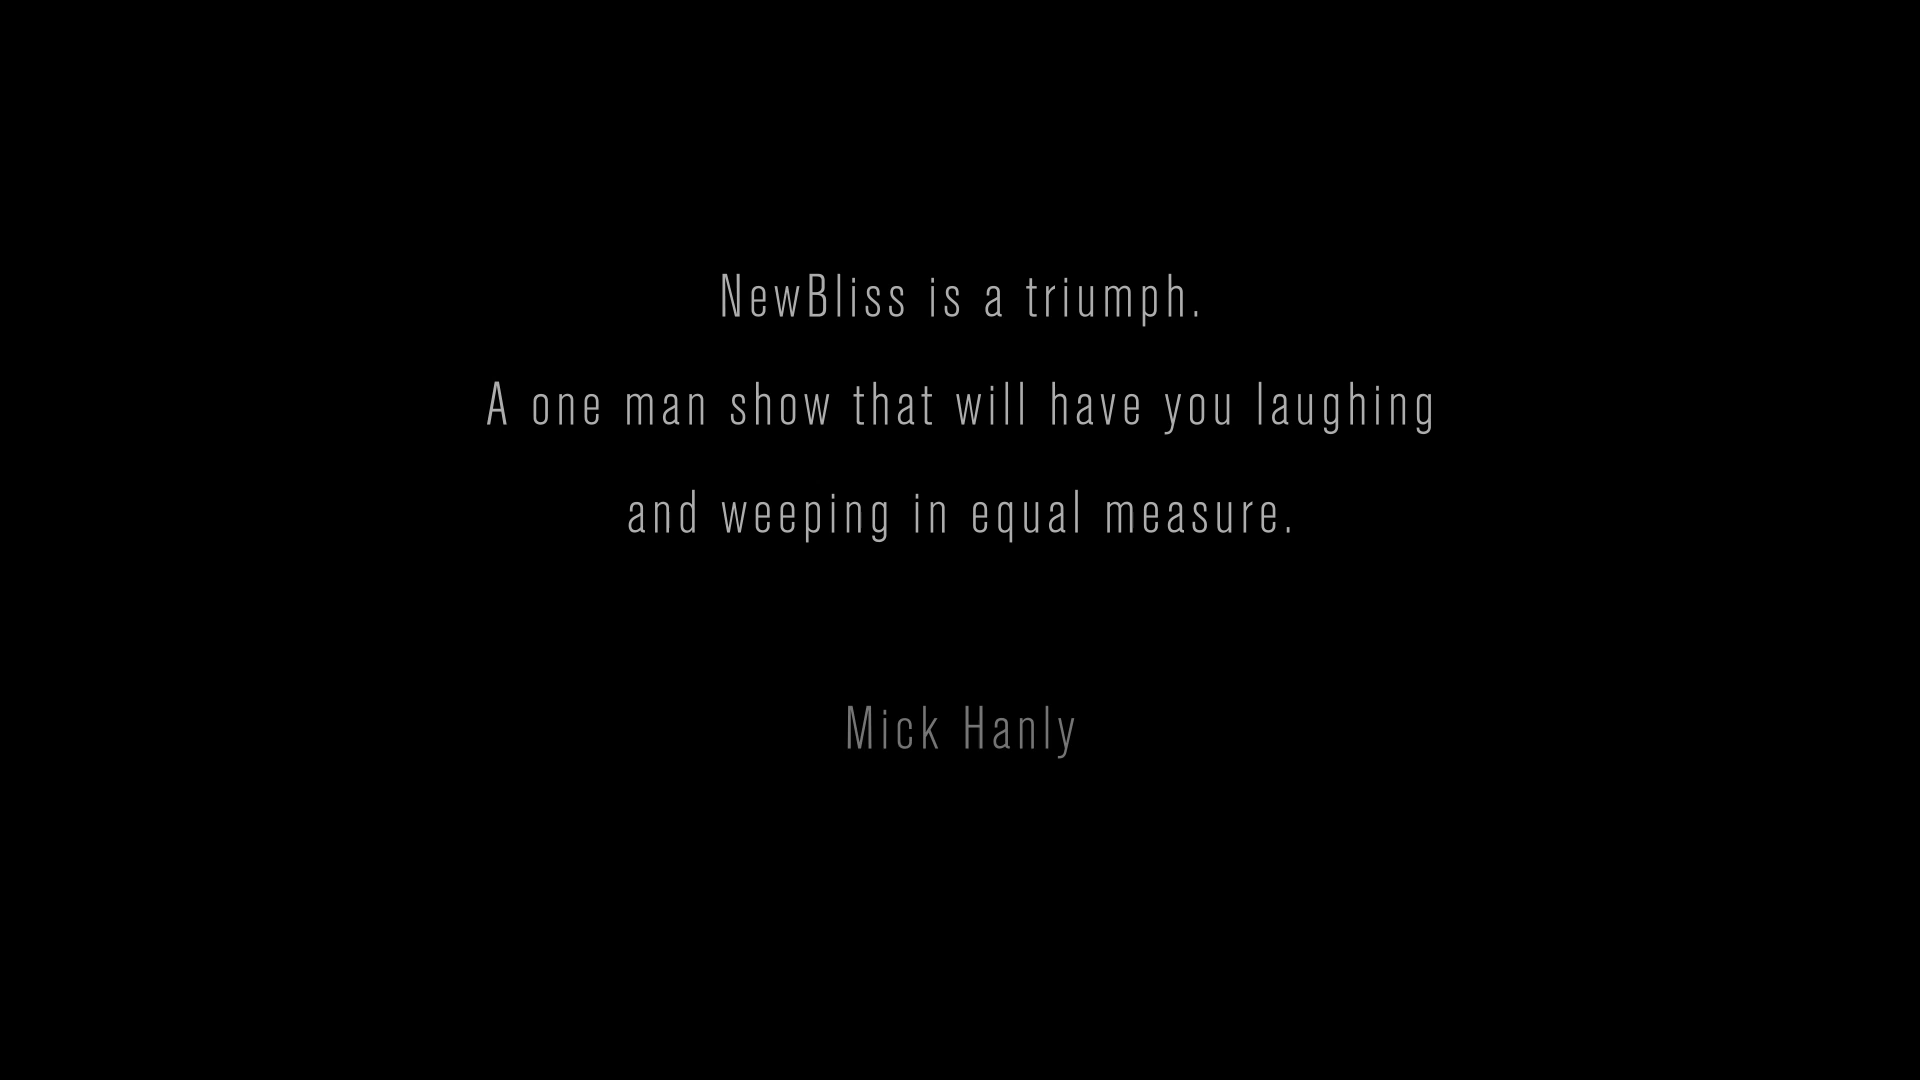 NewBliss is a triumph.
A one man show that will have you laughing
and weeping in equal measure.
Mick Hanly